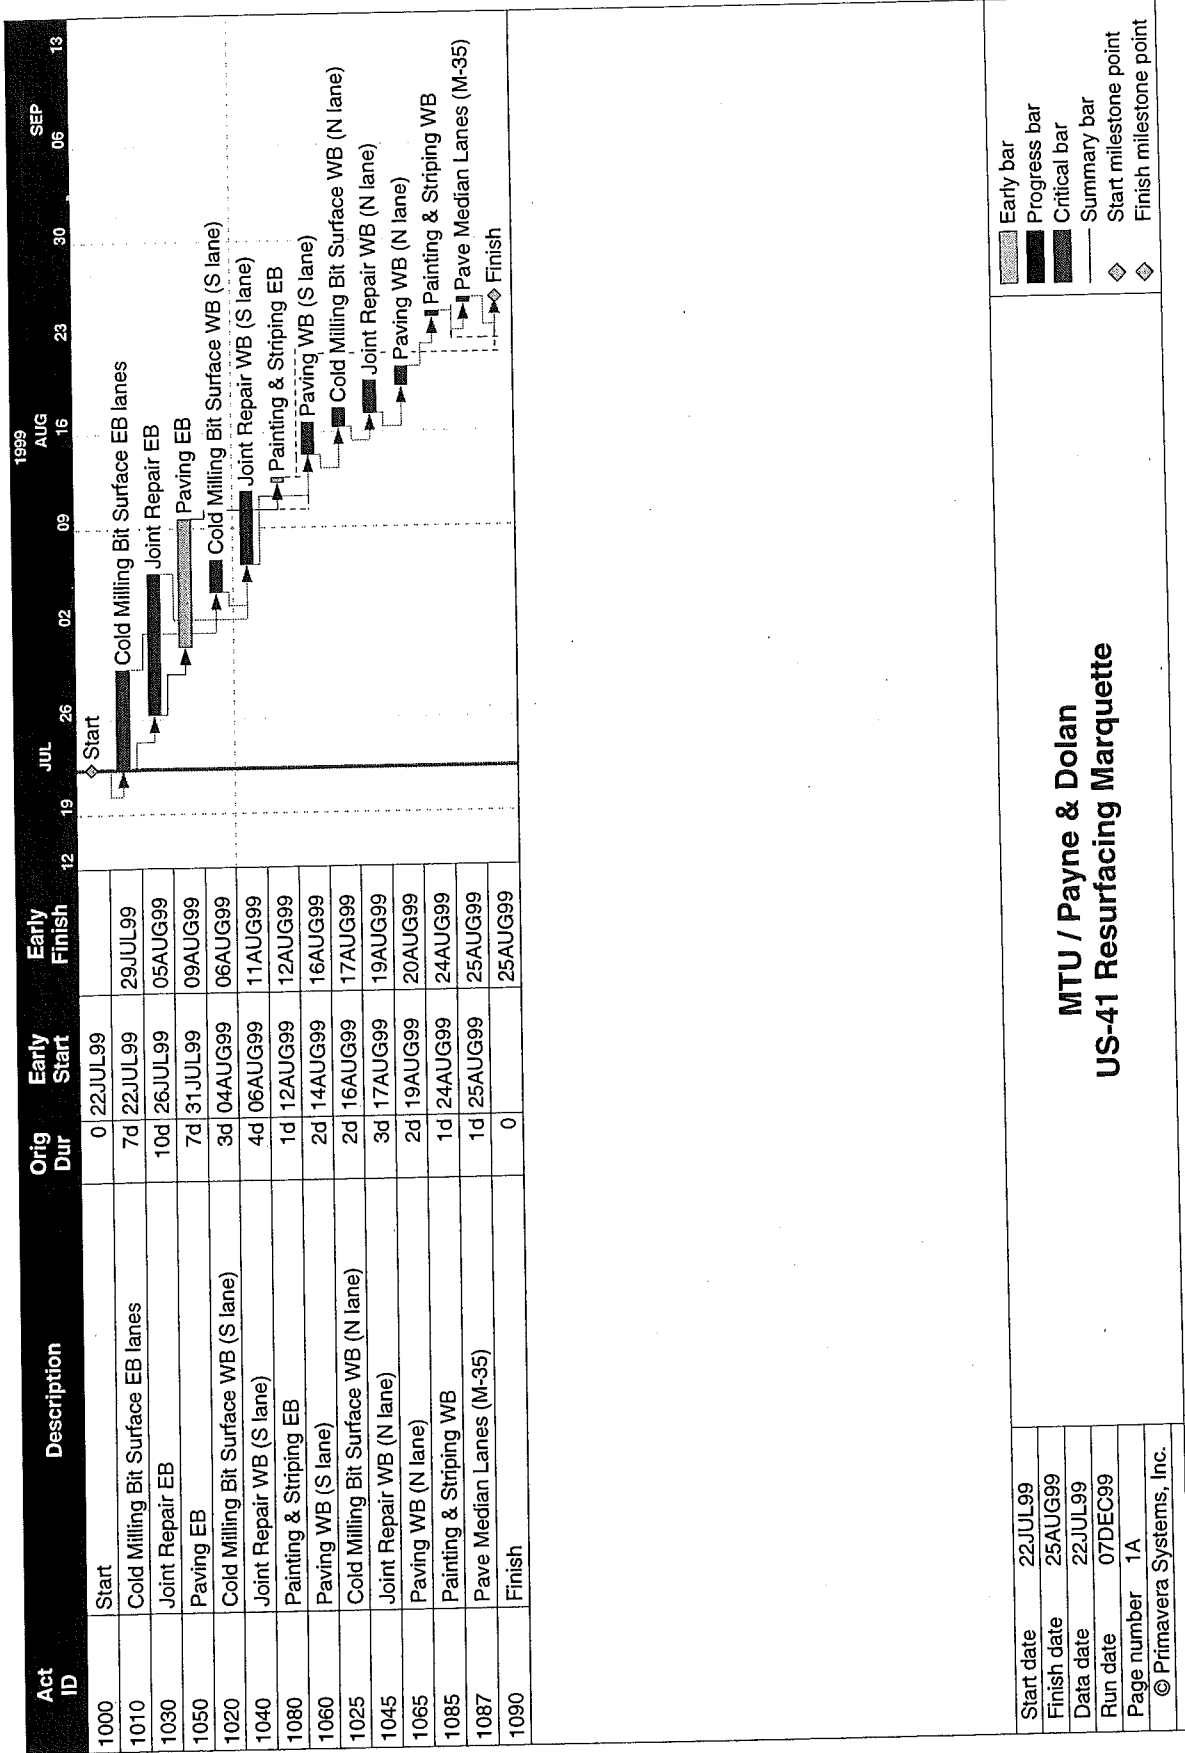 Act ID Description Orig Dur Early Start Early Finish
1999
JUL AUG SEP
12 19 26 02 09 16 23 30 06 13
1000 Start 0 22JUL99
1010 Cold Milling Bit Surface EB lanes 7d 22JUL99 29JUL99
1030 Joint Repair EB 10d 26JUL99 05AUG99
1050 Paving EB 7d 31JUL99 09AUG99
1020 Cold Milling Bit Surface WB (S lane) 3d 04AUG99 06AUG99
1040 Joint Repair WB (S lane) 4d 06AUG99 11AUG99
1080 Painting & Striping EB 1d 12AUG99 12AUG99
1060 Paving WB (S lane) 2d 14AUG99 16AUG99
1025 Cold Milling Bit Surface WB (N lane) 2d 16AUG99 17AUG99
1045 Joint Repair WB (N lane) 3d 17AUG99 19AUG99
1065 Paving WB (N lane) 2d 19AUG99 20AUG99
1085 Painting & Striping WB 1d 24AUG99 24AUG99
1087 Pave Median Lanes (M-35) 1d 25AUG99 25AUG99
1090 Finish 0 25AUG99
Start
Cold Milling Bit Surface EB lanes
Joint Repair EB
Paving EB
Cold Milling Bit Surface WB (S lane)
Joint Repair WB (S lane)
Painting & Striping EB
Paving WB (S lane)
Cold Milling Bit Surface WB (N lane)
Joint Repair WB (N lane)
Paving WB (N lane)
Painting & Striping WB
Pave Median Lanes (M-35)
Finish
Start date 22JUL99
Finish date 25AUG99
Data date 22JUL99
Run date 07DEC99
Page number 1A
© Primavera Systems, Inc.
MTU / Payne & Dolan
US-41 Resurfacing Marquette
Early bar
Progress bar
Critical bar
Summary bar
Start milestone point
Finish milestone point